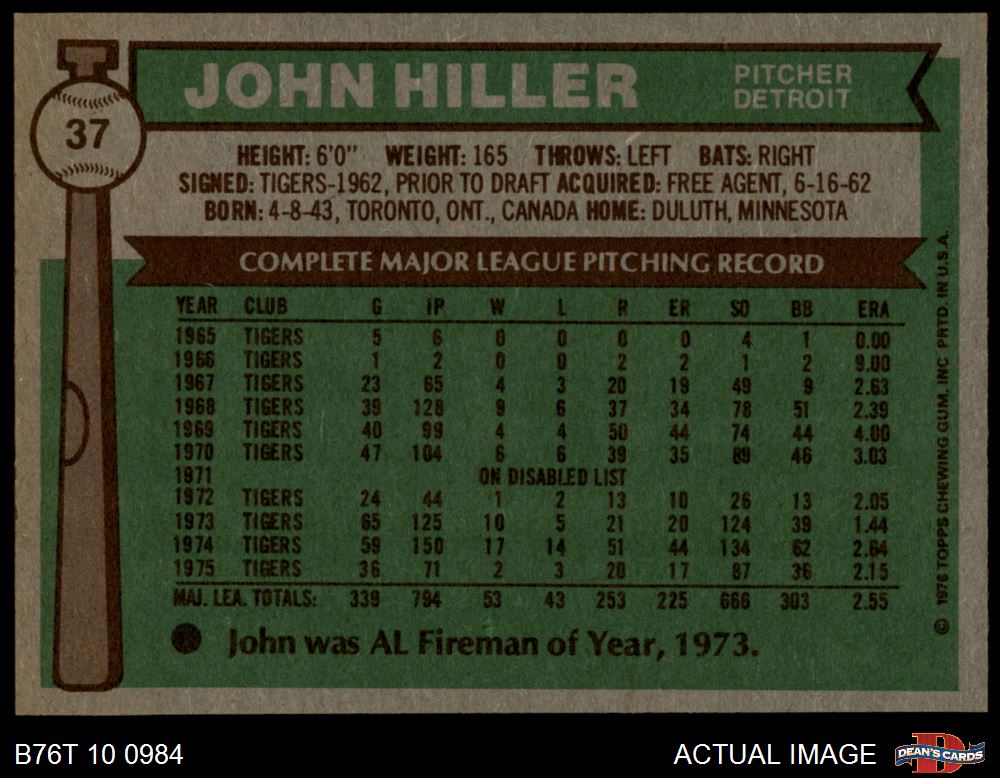 37
JOHN HILLER
PITCHER
DETROIT
HEIGHT: 6'0" WEIGHT: 165 THROWS: LEFT BATS: RIGHT
SIGNED: TIGERS-1962, PRIOR TO DRAFT ACQUIRED: FREE AGENT, 6-16-62
BORN: 4-8-43, TORONTO, ONT., CANADA HOME: DULUTH, MINNESOTA
COMPLETE MAJOR LEAGUE PITCHING RECORD
YEAR CLUB G IP W L R ER SO BB ERA
1965 TIGERS 5 6 0 0 0 0 4 1 0.00
1966 TIGERS 1 2 0 0 2 2 1 2 9.00
1967 TIGERS 23 65 4 3 20 19 49 9 2.63
1968 TIGERS 39 128 9 6 37 34 78 51 2.39
1969 TIGERS 40 99 4 4 50 44 74 44 4.00
1970 TIGERS 47 104 6 6 39 35 89 46 3.03
1971 ON DISABLED LIST
1972 TIGERS 24 44 1 2 13 10 26 13 2.05
1973 TIGERS 65 125 10 5 21 20 124 39 1.44
1974 TIGERS 59 150 17 14 51 44 134 62 2.64
1975 TIGERS 36 71 2 3 20 17 87 36 2.15
MAJ. LEA. TOTALS: 339 794 53 43 253 225 666 303 2.55
John was AL Fireman of Year, 1973.
© 1976 TOPPS CHEWING GUM, INC PRTD. IN U.S.A.
B76T 10 0984
ACTUAL IMAGE
DEAN'S CARDS